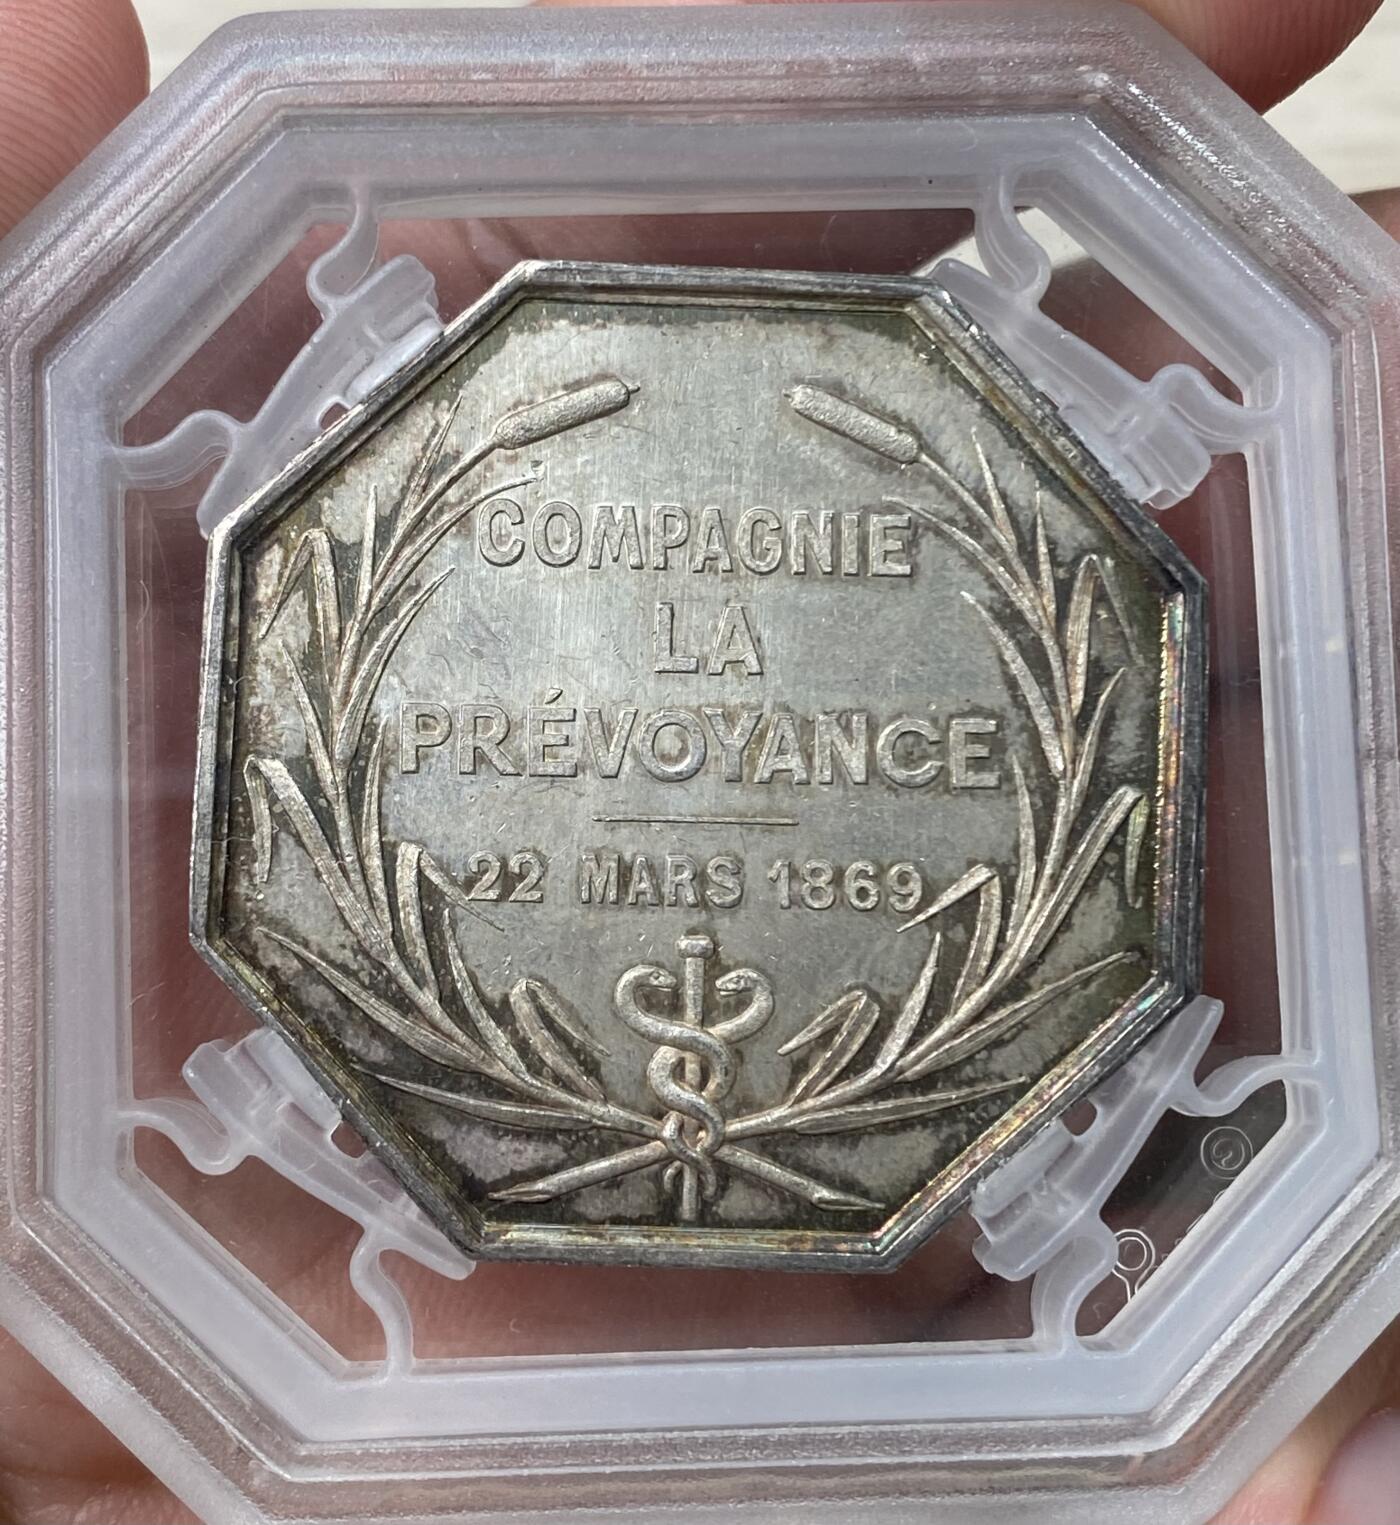 COMPAGNIE
LA
PRÉVOYANCE
22 MARS 1869